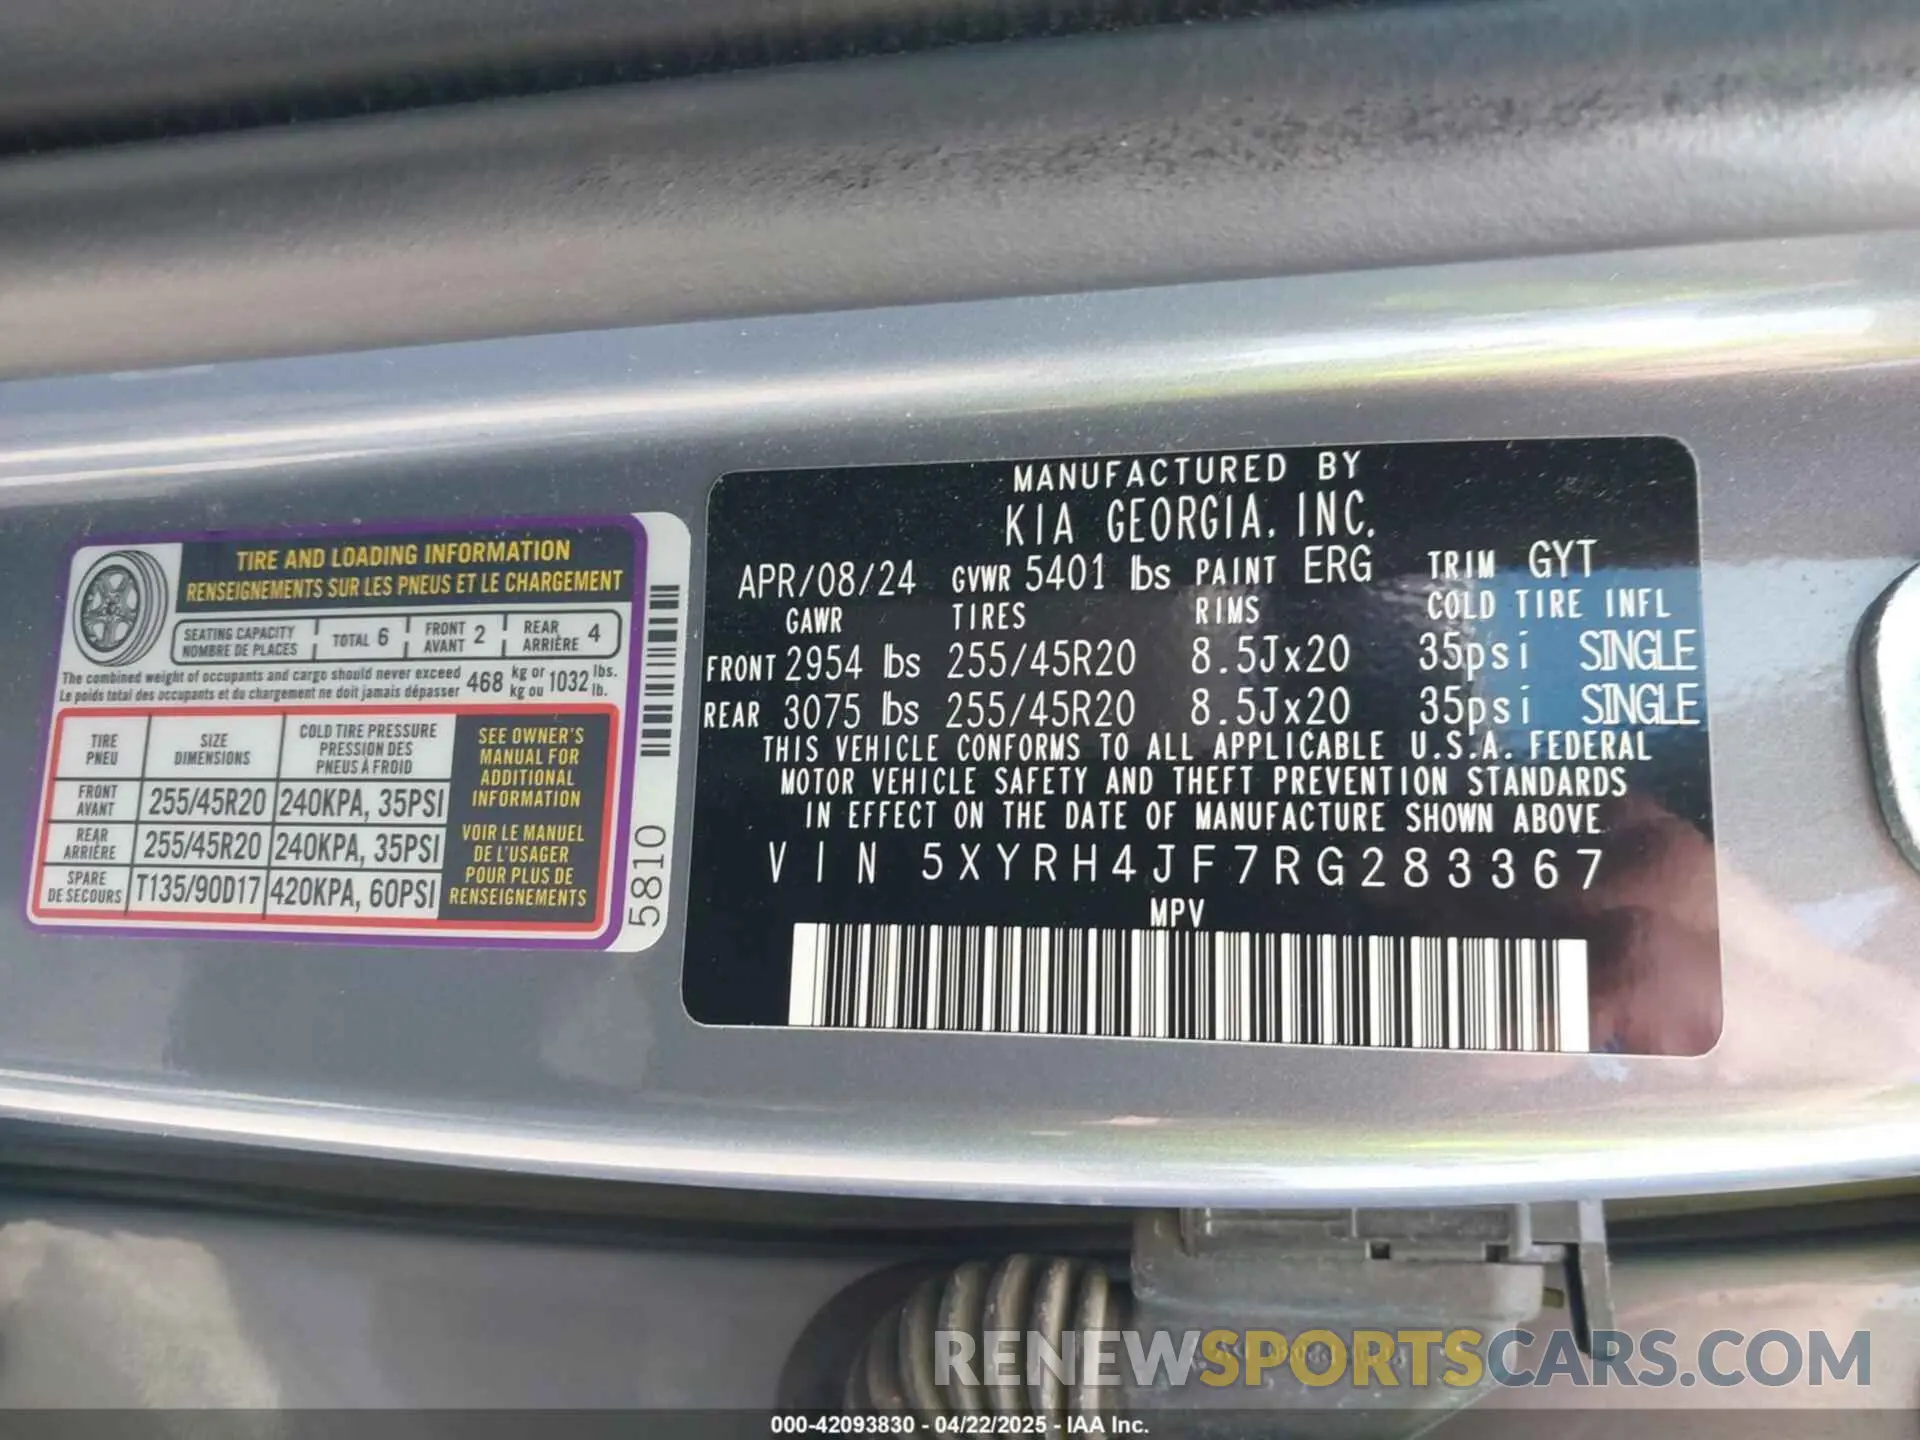 TIRE AND LOADING INFORMATION
RENSEIGNEMENTS SUR LES PNEUS ET LE CHARGEMENT
SEATING CAPACITY
NOMBRE DE PLACES
TOTAL 6
FRONT
AVANT 2
REAR
ARRIÈRE 4
The combined weight of occupants and cargo should never exceed 468 kg or 1032 lbs.
Le poids total des occupants et du chargement ne doit jamais dépasser 468 kg ou 1032 lb.
TIRE
PNEU
SIZE
DIMENSIONS
COLD TIRE PRESSURE
PRESSION DES
PNEUS À FROID
FRONT
AVANT
255/45R20
240KPA, 35PSI
REAR
ARRIÈRE
255/45R20
240KPA, 35PSI
SPARE
DE SECOURS
T135/90D17
420KPA, 60PSI
SEE OWNER'S
MANUAL FOR
ADDITIONAL
INFORMATION
VOIR LE MANUEL
DE L'USAGER
POUR PLUS DE
RENSEIGNEMENTS
5810
MANUFACTURED BY
KIA GEORGIA, INC.
APR/08/24 GVWR 5401 lbs PAINT ERG TRIM GYT
GAWR TIRES RIMS COLD TIRE INFL
FRONT 2954 lbs 255/45R20 8.5Jx20 35psi SINGLE
REAR 3075 lbs 255/45R20 8.5Jx20 35psi SINGLE
THIS VEHICLE CONFORMS TO ALL APPLICABLE U.S.A. FEDERAL
MOTOR VEHICLE SAFETY AND THEFT PREVENTION STANDARDS
IN EFFECT ON THE DATE OF MANUFACTURE SHOWN ABOVE
VIN 5XYRH4JF7RG283367
MPV
RENEWSPORTSCARS.COM
000-42093830 - 04/22/2025 - IAA Inc.